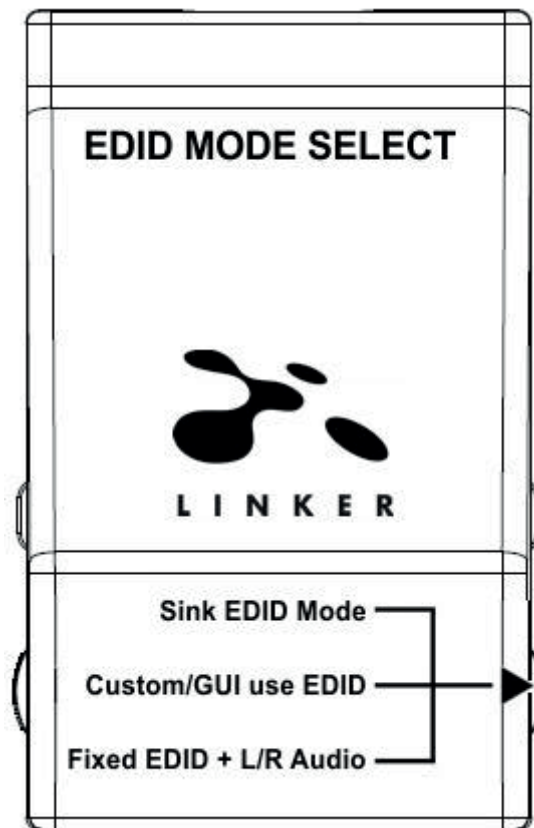 EDID MODE SELECT
LINKER
Sink EDID Mode
Custom/GUI use EDID
Fixed EDID + L/R Audio